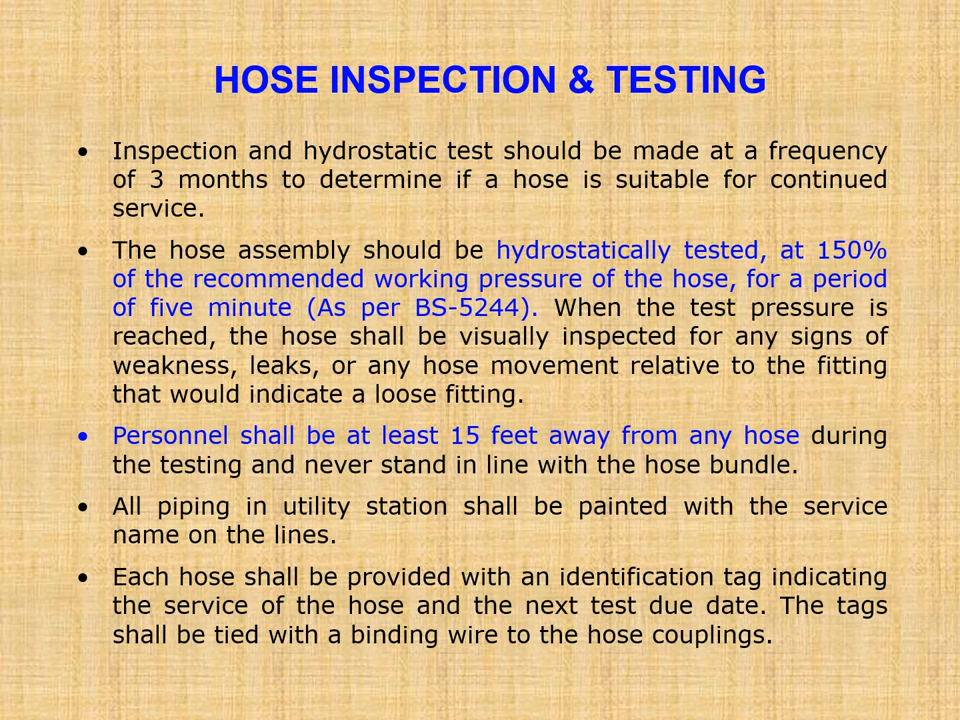 HOSE INSPECTION & TESTING
• Inspection and hydrostatic test should be made at a frequency
of 3 months to determine if a hose is suitable for continued
service.
• The hose assembly should be hydrostatically tested, at 150%
of the recommended working pressure of the hose, for a period
of five minute (As per BS-5244). When the test pressure is
reached, the hose shall be visually inspected for any signs of
weakness, leaks, or any hose movement relative to the fitting
that would indicate a loose fitting.
• Personnel shall be at least 15 feet away from any hose during
the testing and never stand in line with the hose bundle.
• All piping in utility station shall be painted with the service
name on the lines.
• Each hose shall be provided with an identification tag indicating
the service of the hose and the next test due date. The tags
shall be tied with a binding wire to the hose couplings.